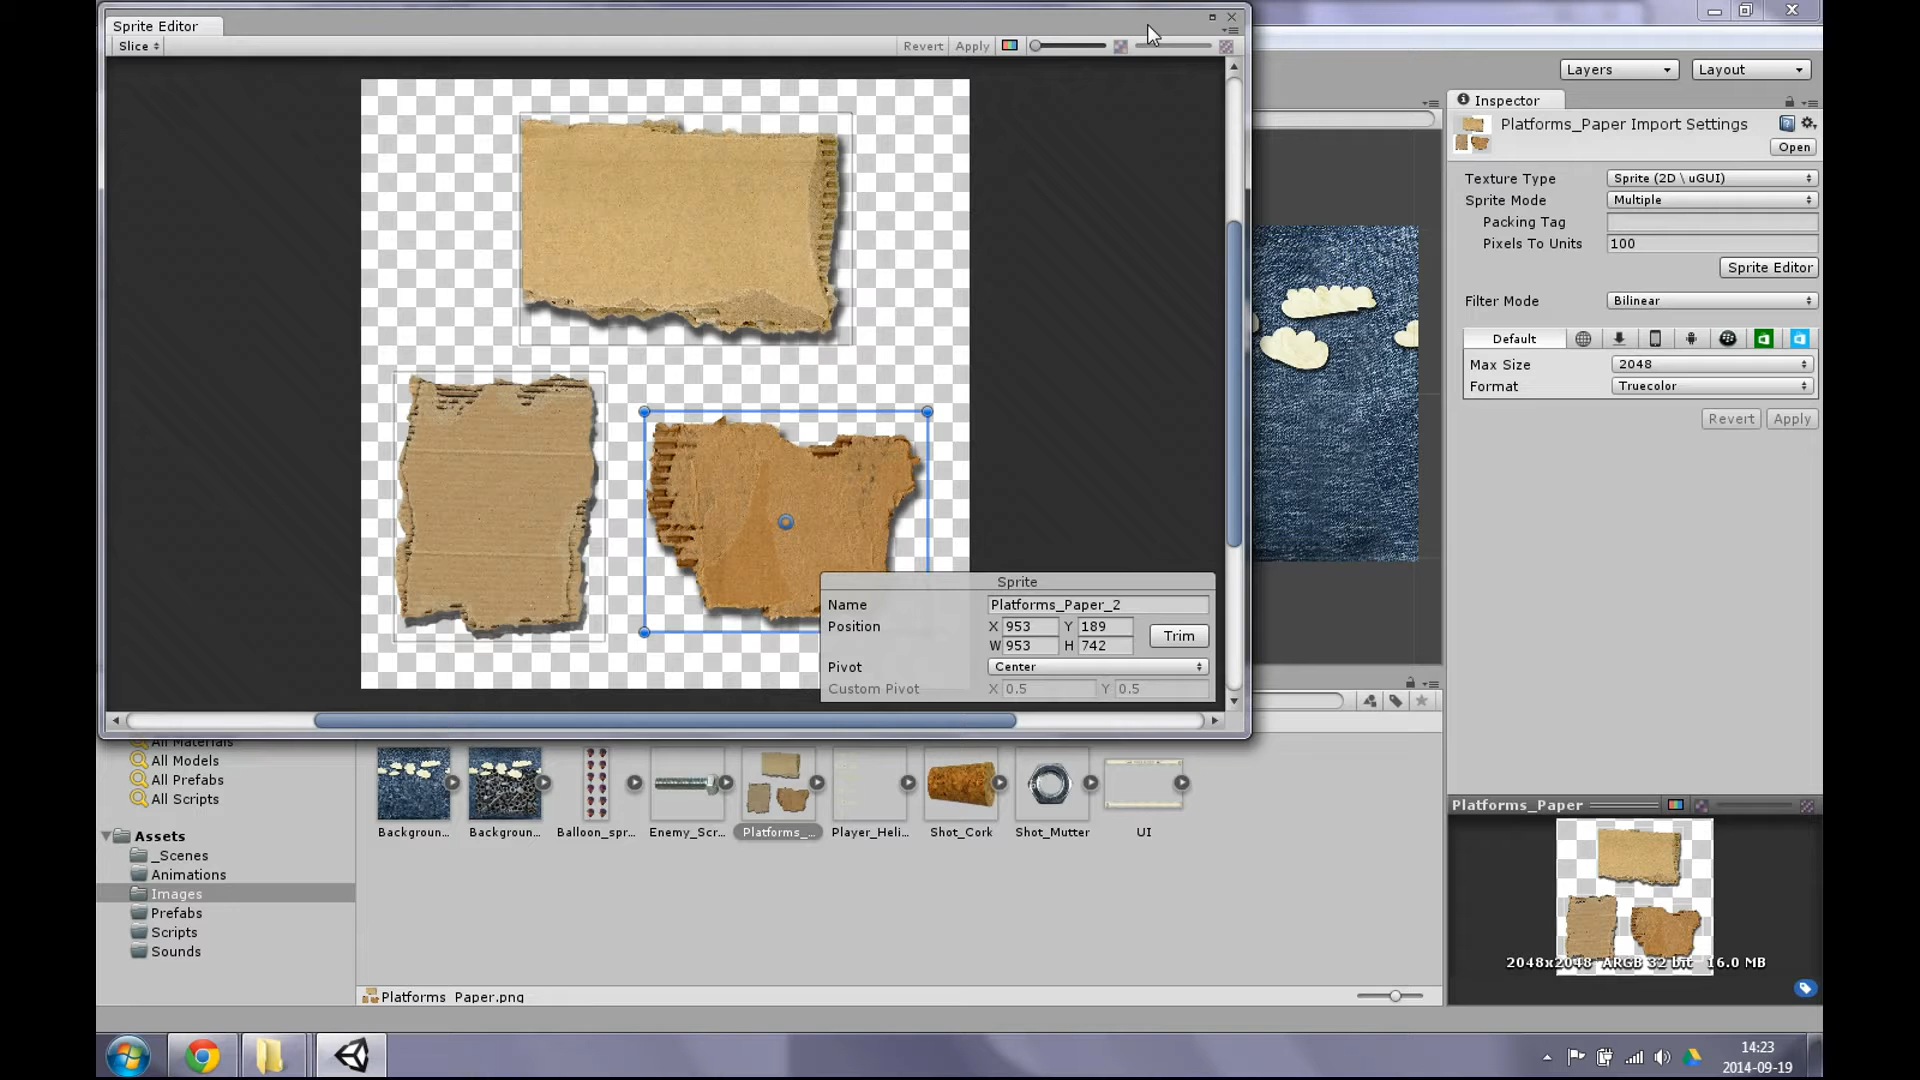 Sprite Editor
Slice
Revert
Apply
Layers
Layout
Inspector
Platforms_Paper Import Settings
Open
Texture Type
Sprite (2D \ uGUI)
Sprite Mode
Multiple
Packing Tag
Pixels To Units
100
Sprite Editor
Filter Mode
Bilinear
Default
Max Size
2048
Format
Truecolor
Revert
Apply
Sprite
Name
Platforms_Paper_2
Position
X 953 Y 189
W 953 H 742
Trim
Pivot
Center
Custom Pivot
X 0.5 Y 0.5
All Materials
All Models
All Prefabs
All Scripts
Assets
_Scenes
Animations
Images
Prefabs
Scripts
Sounds
Backgroun...
Backgroun...
Balloon_spr...
Enemy_Scr...
Platforms_...
Player_Heli...
Shot_Cork
Shot_Mutter
UI
Platforms_Paper.png
Platforms_Paper
2048x2048 ARGB 32 bit 16.0 MB
14:23
2014-09-19